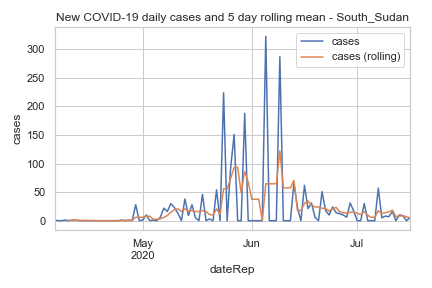 New COVID-19 daily cases and 5 day rolling mean - South_Sudan
cases
cases (rolling)
cases
300
250
200
150
100
50
0
May
2020
Jun
Jul
dateRep